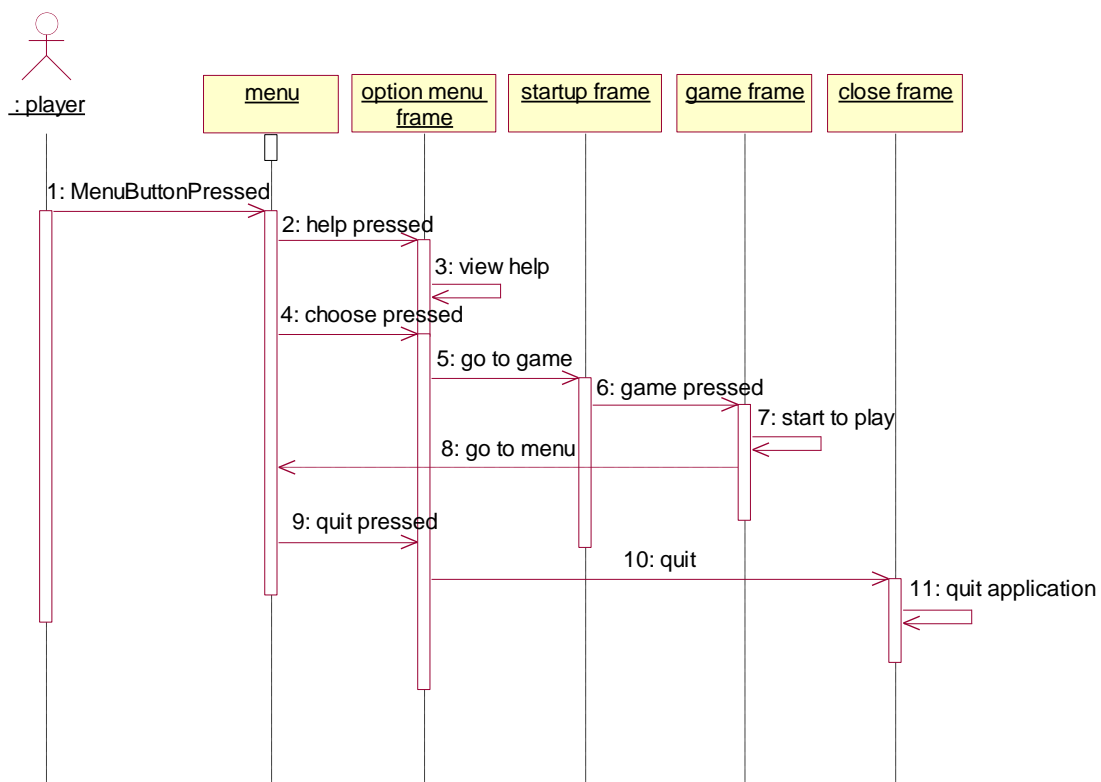 : player
menu
option menu
frame
startup frame
game frame
close frame
1: MenuButtonPressed
2: help pressed
3: view help
4: choose pressed
5: go to game
6: game pressed
7: start to play
8: go to menu
9: quit pressed
10: quit
11: quit application